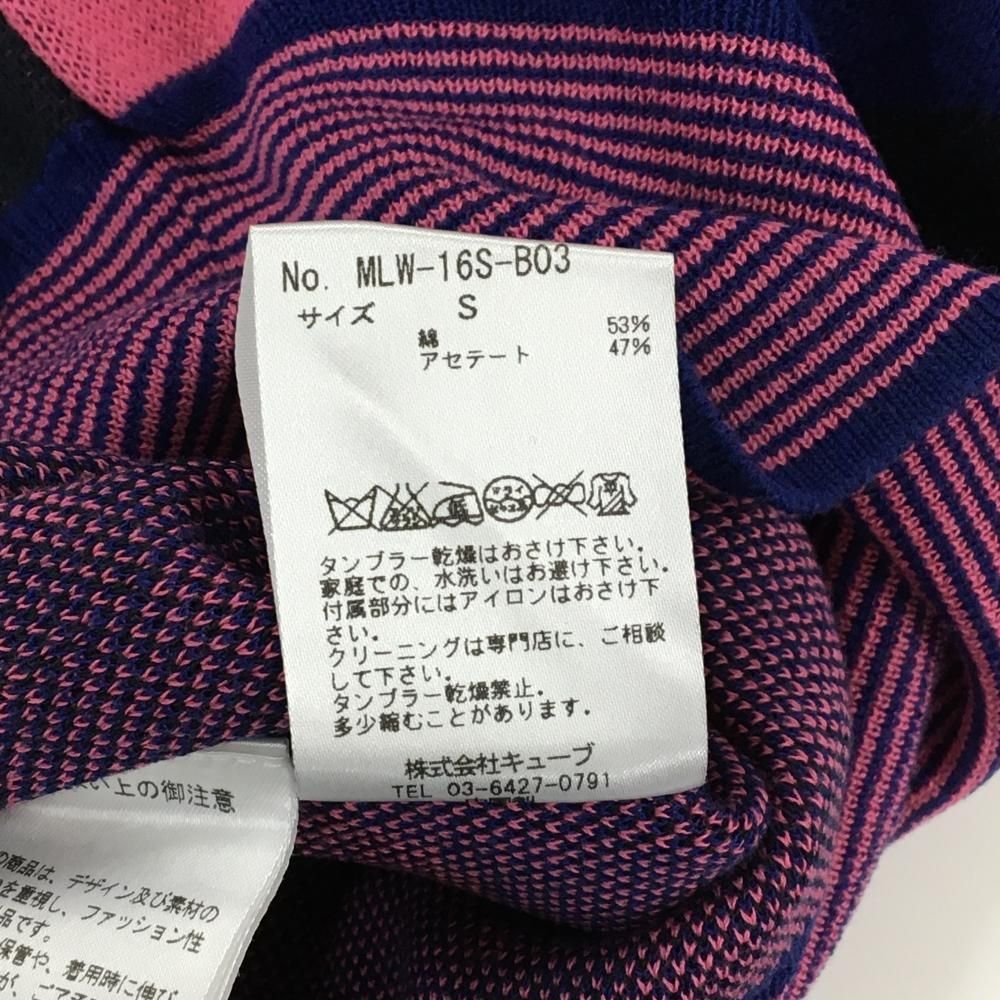 No. MLW-16S-B03
サイズ S
綿 53%
アセテート 47%
低
ドライ
タンブラー乾燥はおさけ下さい。
家庭での、水洗いはお避け下さい。
付属部分にはアイロンはおさけ下
さい。
クリーニングは専門店に、ご相談
して下さい。
タンブラー乾燥禁止。
多少縮むことがあります。
株式会社キューブ
TEL 03-6427-0791
い上の御注意
の商品は、デザイン及び素材の
を重視し、ファッション性
品です。
保管や、着用時に伸び
が、ご了承